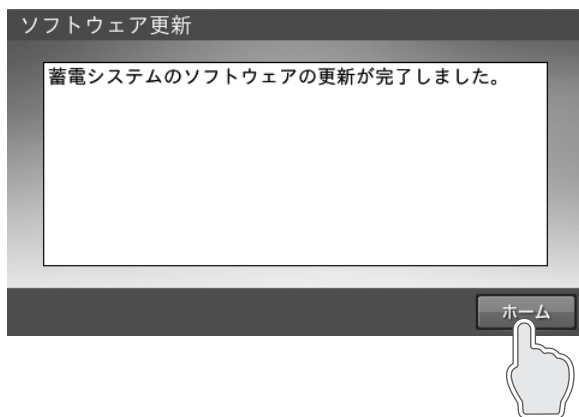 ソフトウェア更新
蓄電システムのソフトウェアの更新が完了しました。
ホーム